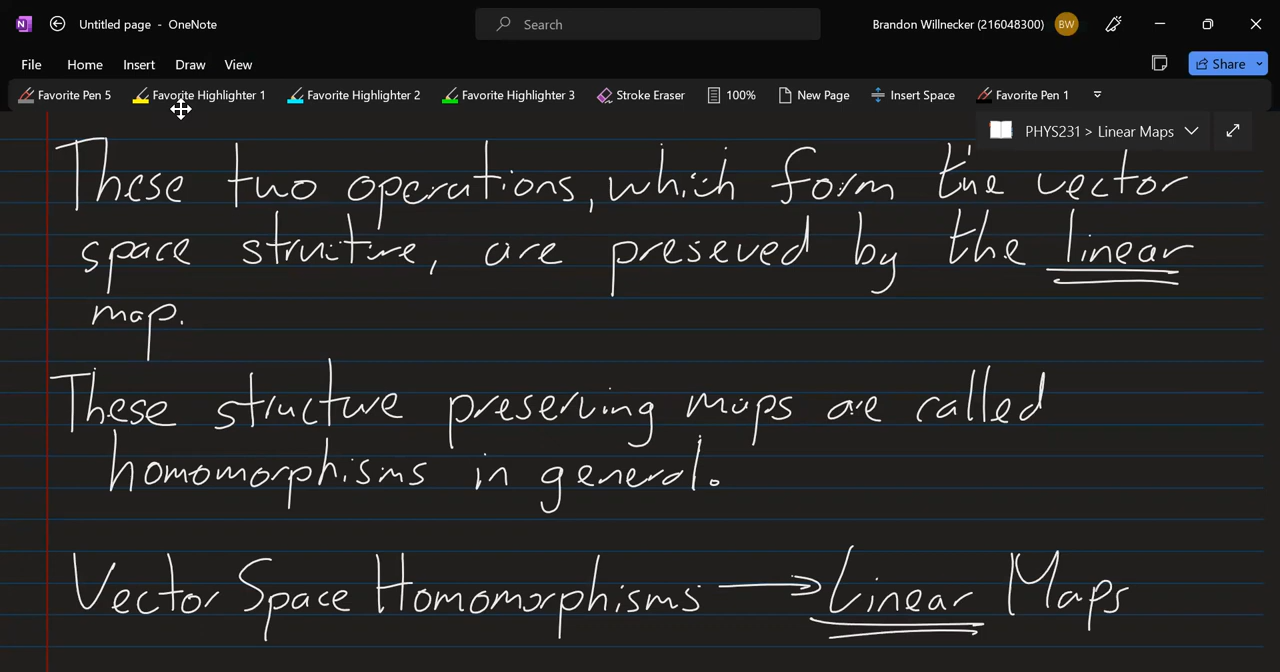 Untitled page - OneNote
Search
Brandon Willnecker (216048300) BW
File Home Insert Draw View
Share
Favorite Pen 5 Favorite Highlighter 1 Favorite Highlighter 2 Favorite Highlighter 3 Stroke Eraser 100% New Page Insert Space Favorite Pen 1
PHYS231 > Linear Maps
These two operations, which form the vector
space structure, are preseved by the linear
map.
These structure preserving maps are called
homomorphisms in general.
Vector Space Homomorphisms → Linear Maps